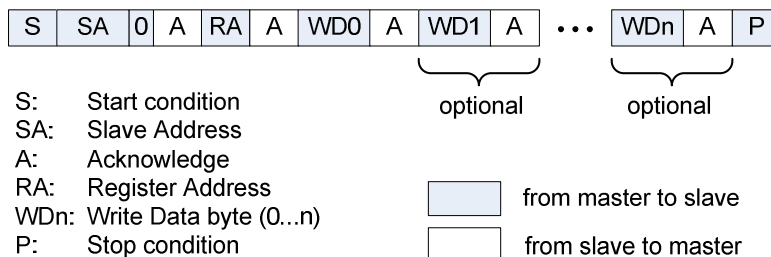 S SA 0 A RA A WD0 A WD1 A ••• WDn A P
optional optional
S: Start condition
SA: Slave Address
A: Acknowledge
RA: Register Address
WDn: Write Data byte (0...n)
P: Stop condition
from master to slave
from slave to master